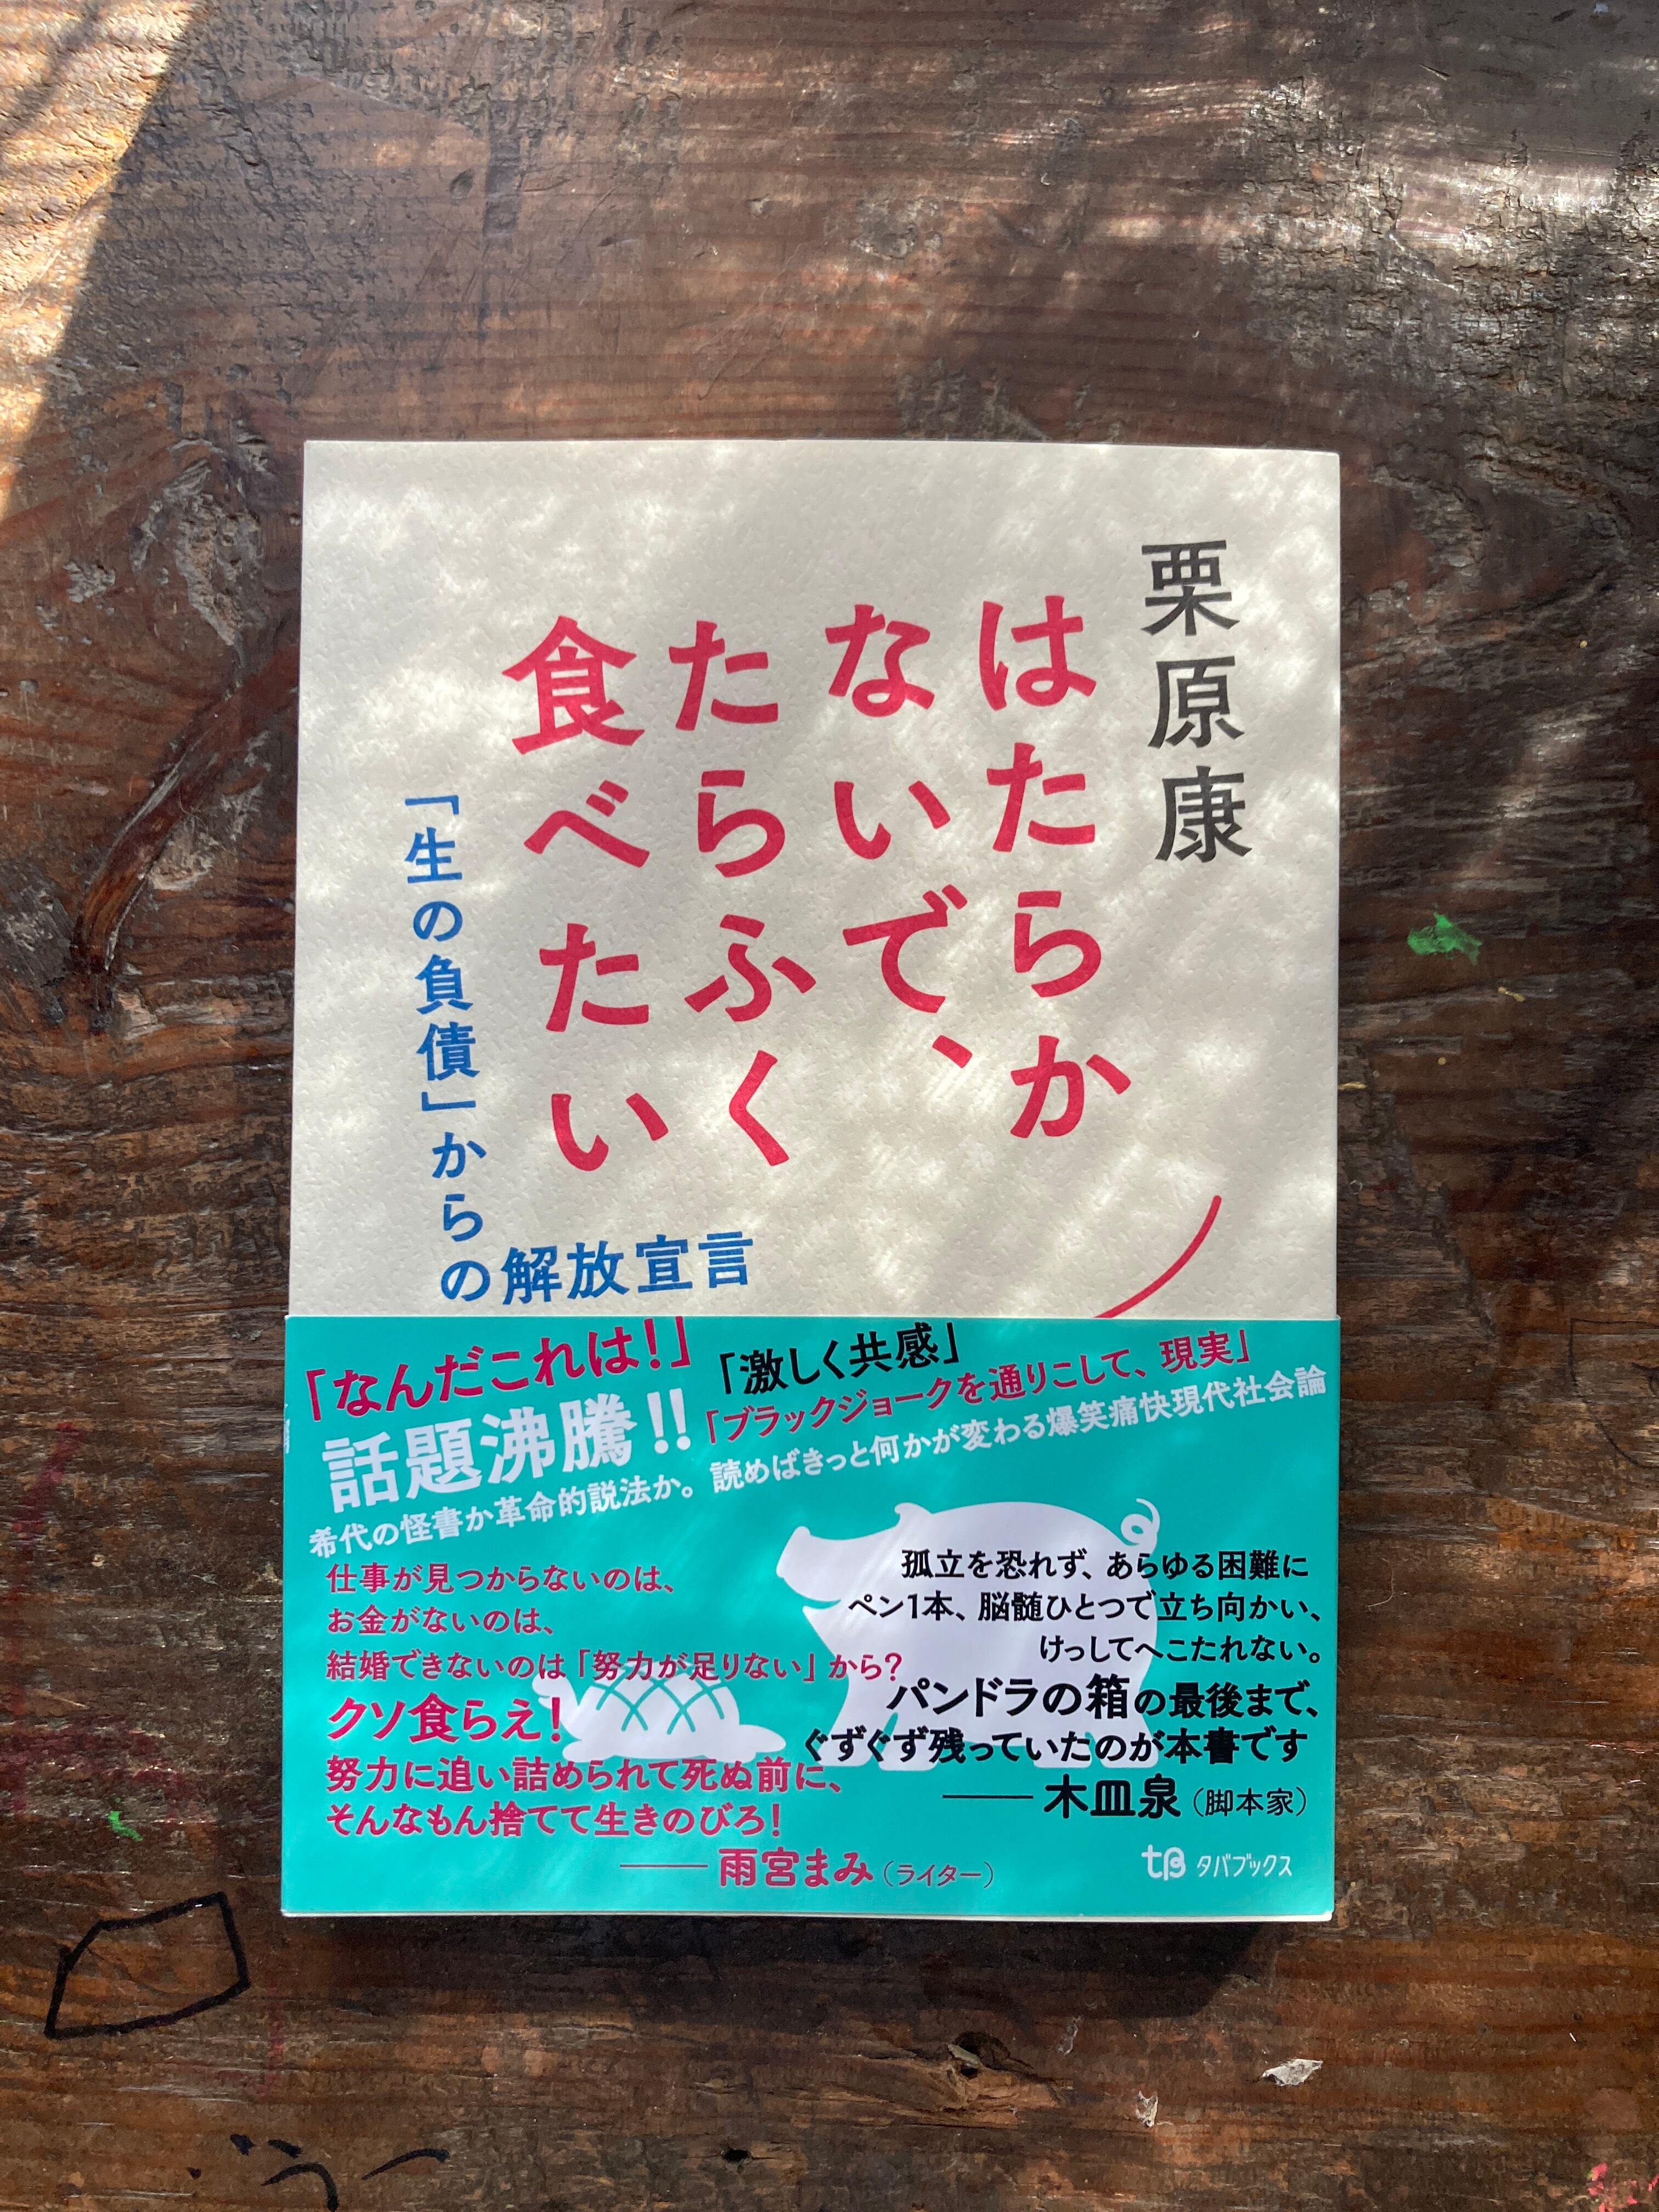 栗原康
はたらか
ないで、
たらふく
食べたい
「生の負債」からの解放宣言
「なんだこれは!」
「激しく共感」
「ブラックジョークを通りこして、現実」
話題沸騰!!
希代の怪書か革命的説法か。読めばきっと何かが変わる爆笑痛快現代社会論
仕事が見つからないのは、
お金がないのは、
結婚できないのは「努力が足りない」から?
クソ食らえ!
努力に追い詰められて死ぬ前に、
そんなもん捨てて生きのびろ!
——雨宮まみ(ライター)
孤立を恐れず、あらゆる困難に
ペン1本、脳髄ひとつで立ち向かい、
けっしてへこたれない。
パンドラの箱の最後まで、
ぐずぐず残っていたのが本書です
——木皿泉(脚本家)
tB タバブックス